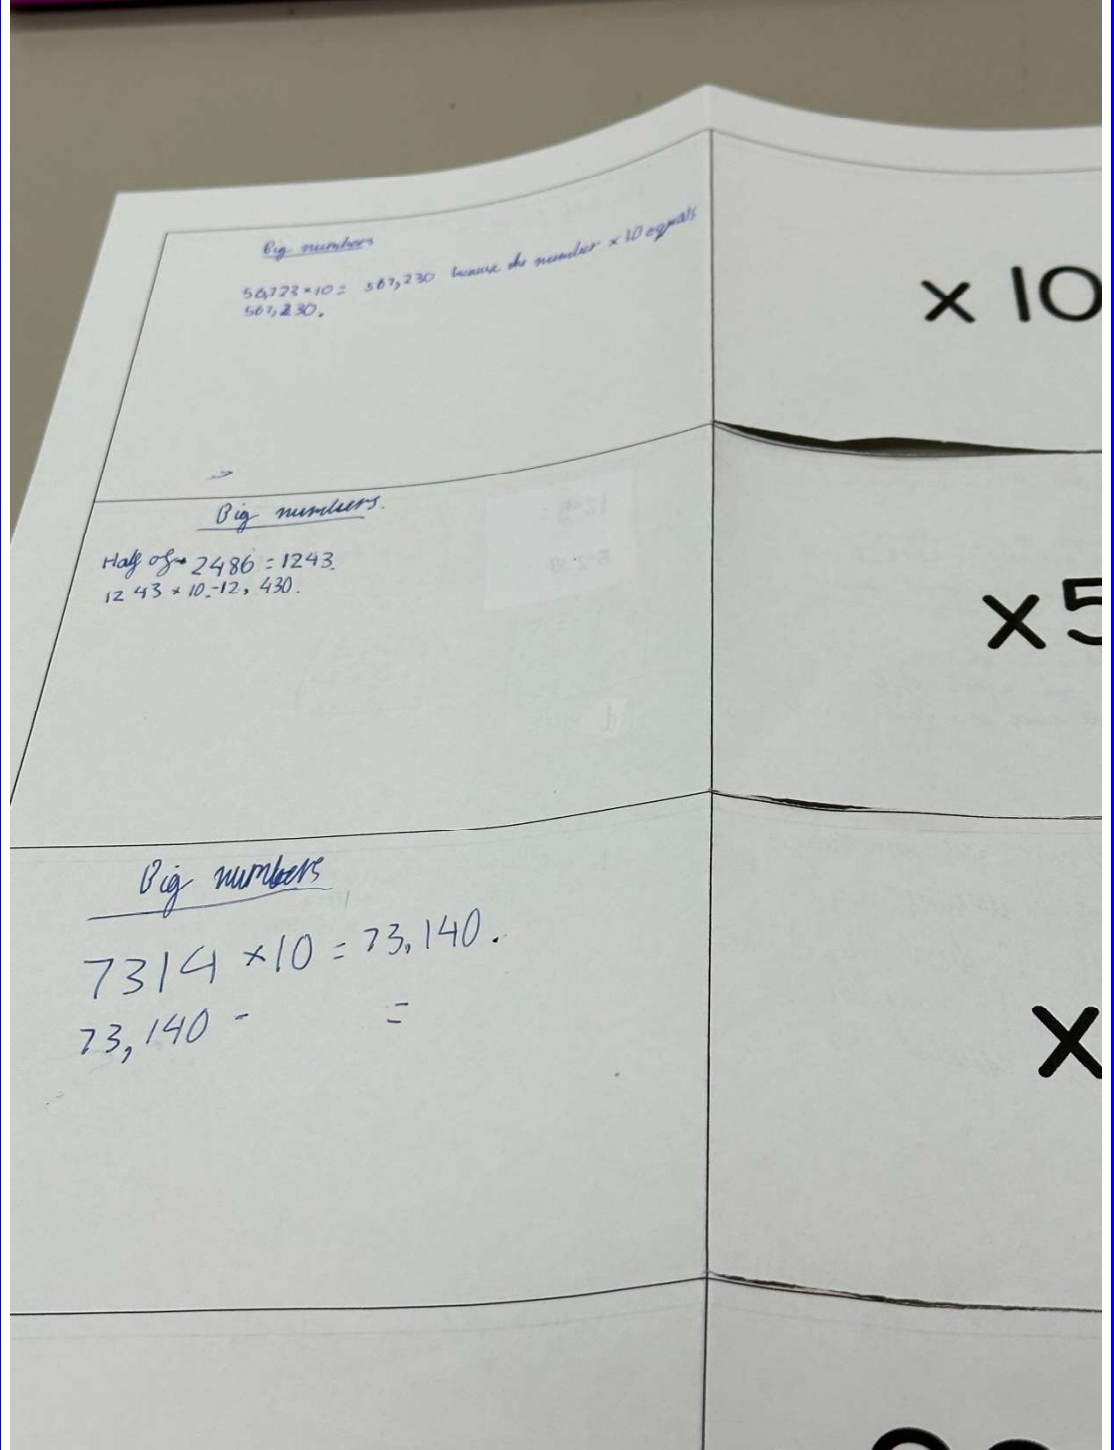 Big numbers
56,723 × 10 = 567,230 because the number × 10 equals
567,230.
× 10
Big numbers.
Half of 2486 = 1243.
1243 × 10 = 12,430.
×5
Big numbers
7314 × 10 = 73,140.
73,140 - =
×